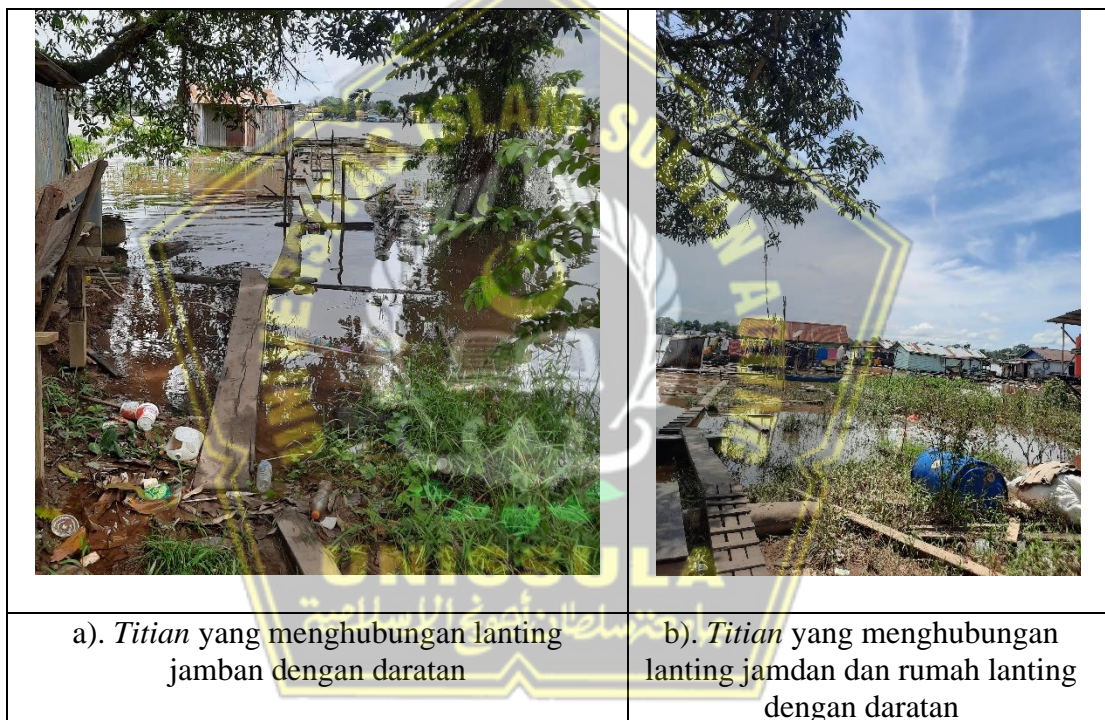 UNISSULA
a). Titian yang menghubungan lanting
jamban dengan daratan
b). Titian yang menghubungan
lanting jamdan dan rumah lanting
dengan daratan